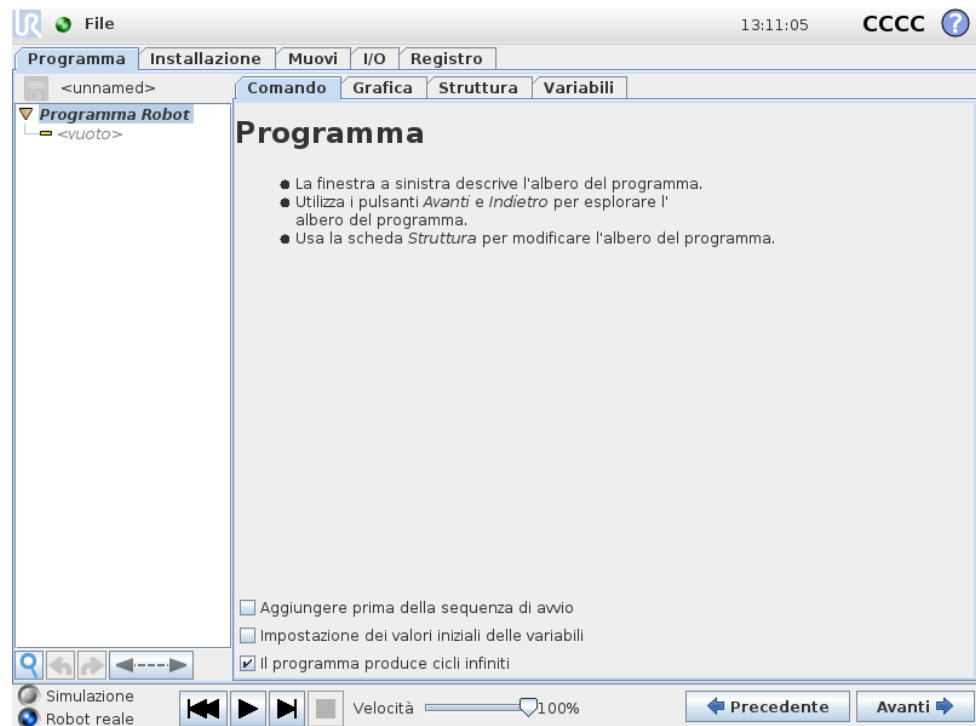 UR File 13:11:05 CCCC ?
Programma Installazione Muovi I/O Registro
<unnamed> Comando Grafica Struttura Variabili
Programma Robot
<vuoto>
Programma
La finestra a sinistra descrive l'albero del programma.
Utilizza i pulsanti Avanti e Indietro per esplorare l'
albero del programma.
Usa la scheda Struttura per modificare l'albero del programma.
Aggiungere prima della sequenza di avvio
Impostazione dei valori iniziali delle variabili
Il programma produce cicli infiniti
Simulazione
Robot reale
Velocità 100% Precedente Avanti